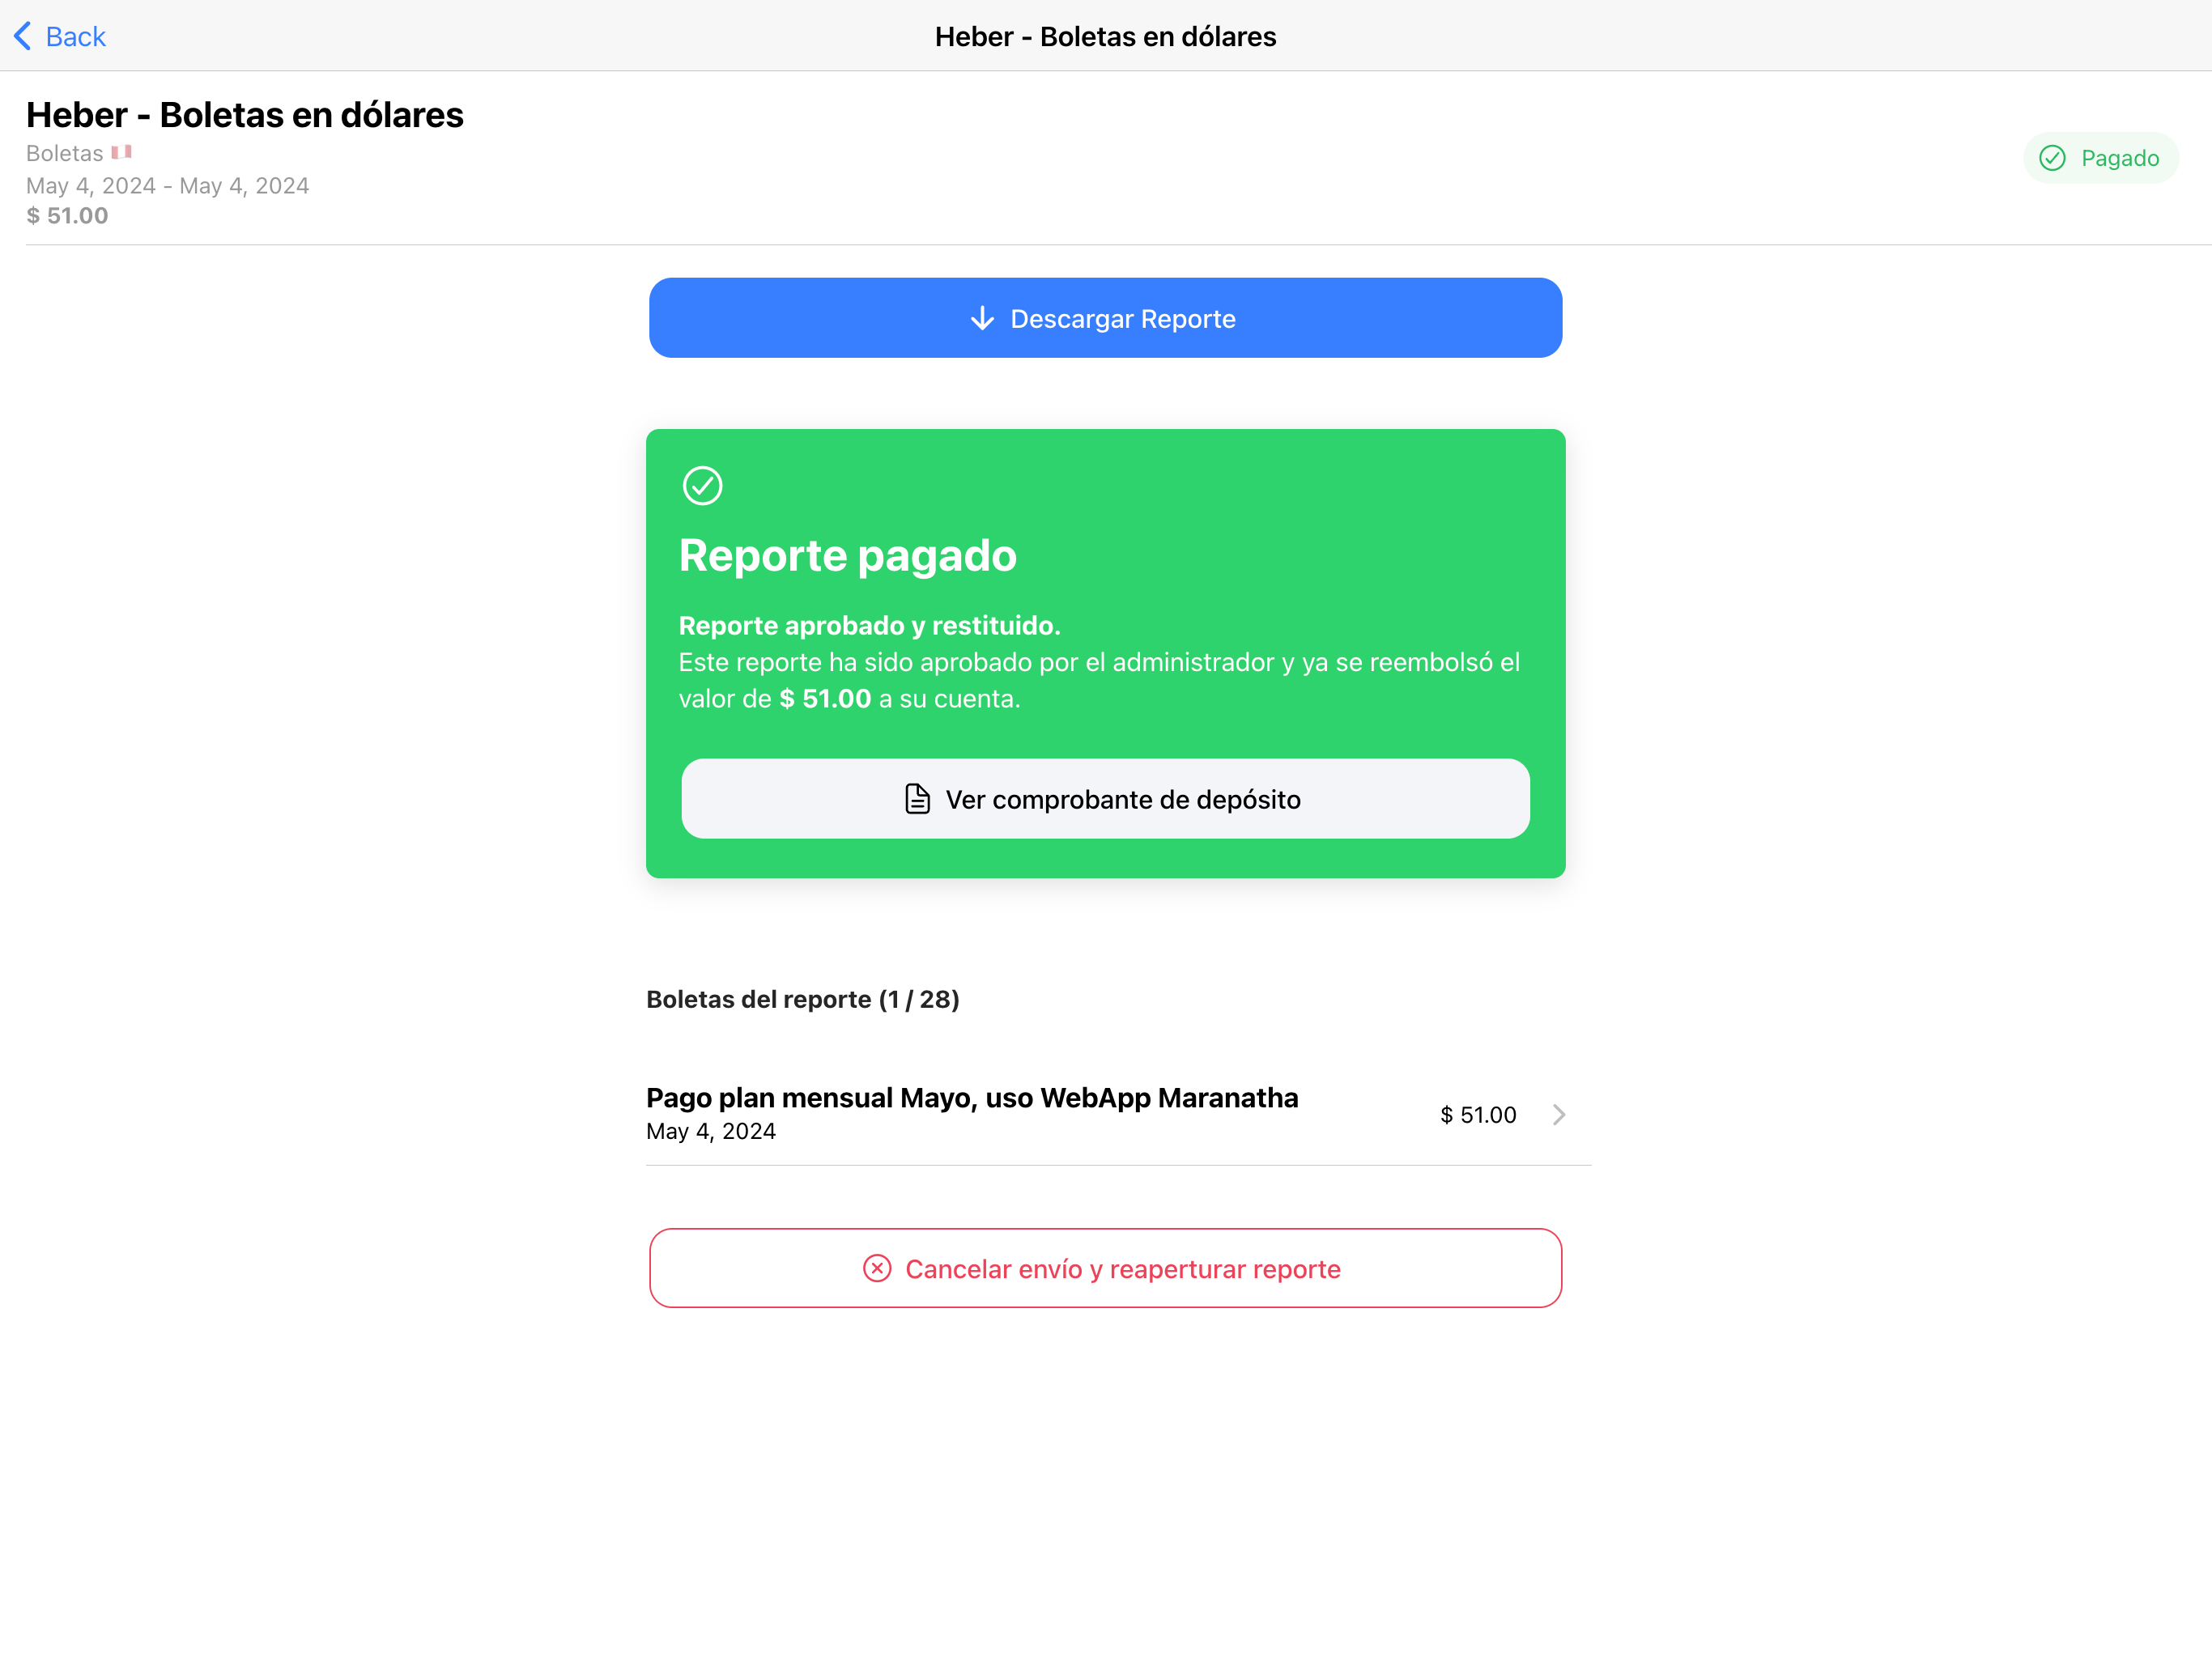 Back
Heber - Boletas en dólares
Heber - Boletas en dólares
Boletas 🇵🇪
May 4, 2024 - May 4, 2024
$ 51.00
Pagado
Descargar Reporte
Reporte pagado
Reporte aprobado y restituido.
Este reporte ha sido aprobado por el administrador y ya se reembolsó el
valor de $ 51.00 a su cuenta.
Ver comprobante de depósito
Boletas del reporte (1 / 28)
Pago plan mensual Mayo, uso WebApp Maranatha
May 4, 2024
$ 51.00
Cancelar envío y reaperturar reporte